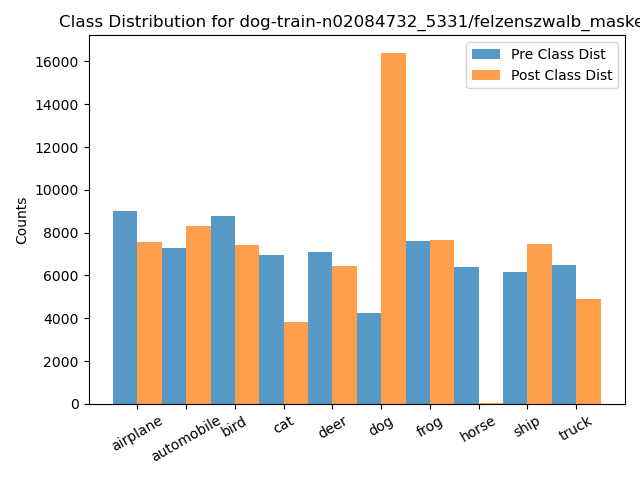 Class Distribution for dog-train-n02084732_5331/felzenszwalb_maske
Pre Class Dist
Post Class Dist
Counts
16000
14000
12000
10000
8000
6000
4000
2000
0
airplane
automobile
bird
cat
deer
dog
frog
horse
ship
truck